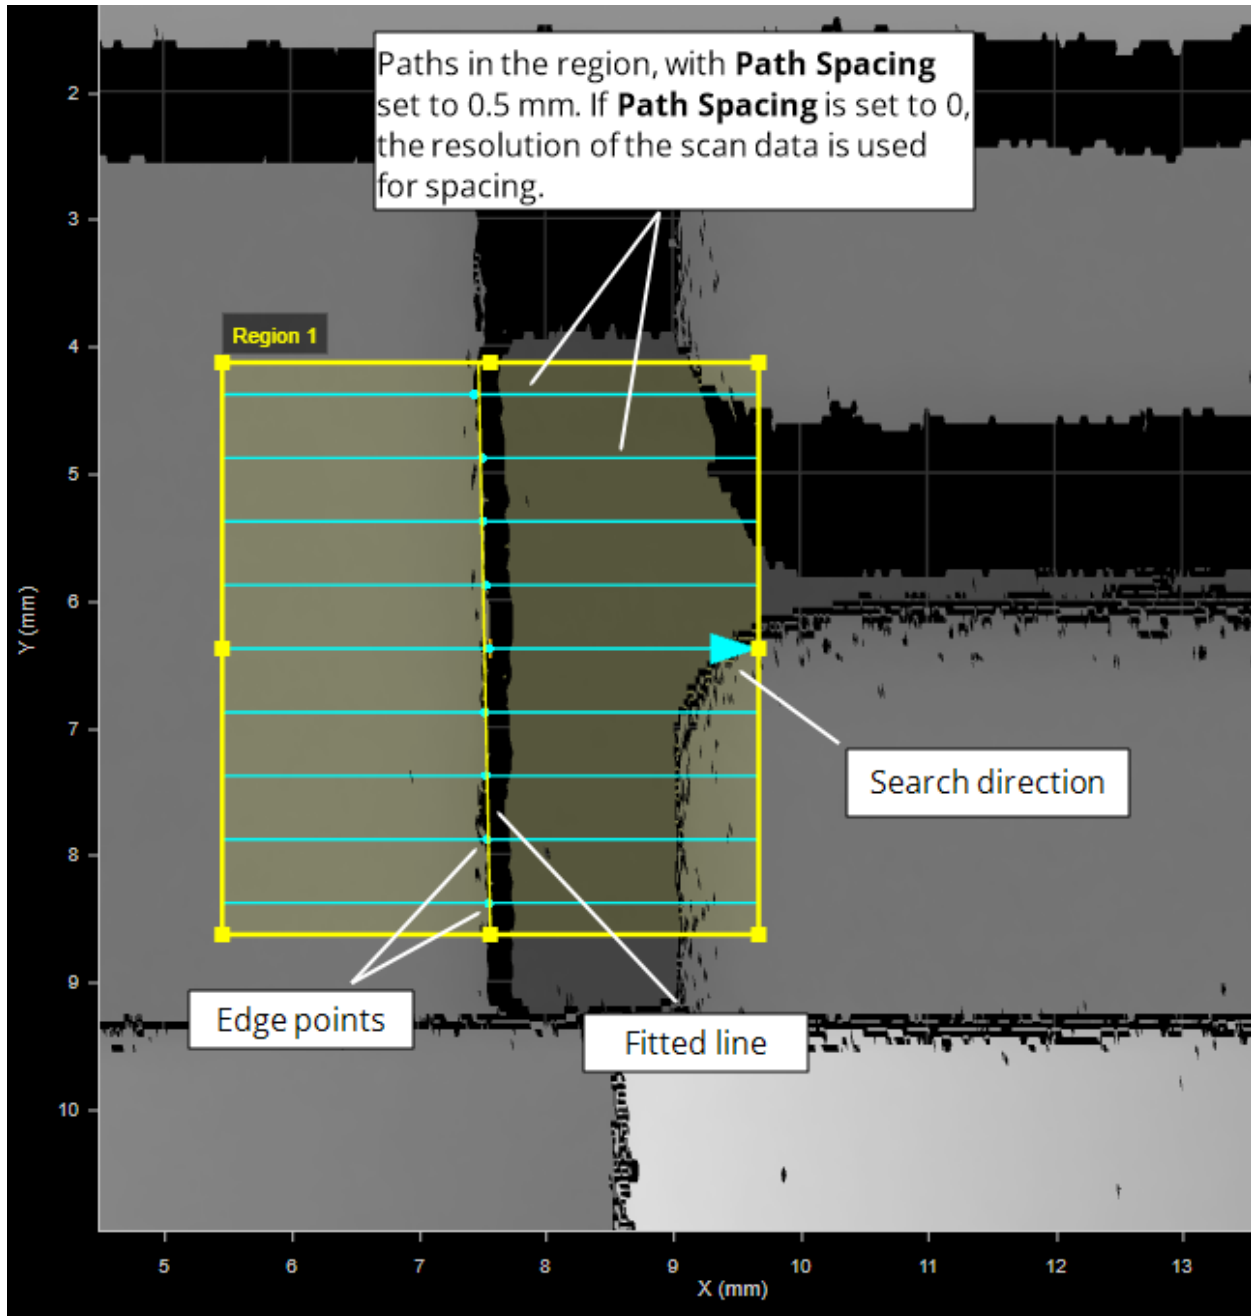 Paths in the region, with Path Spacing
set to 0.5 mm. If Path Spacing is set to 0,
the resolution of the scan data is used
for spacing.
Region 1
Search direction
Edge points
Fitted line
2
3
4
5
6
7
8
9
10
Y (mm)
5
6
7
8
9
10
11
12
13
X (mm)